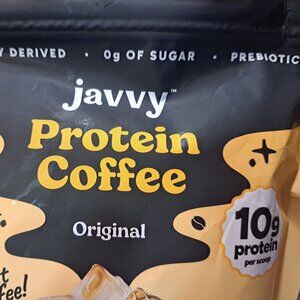 DERIVED • 0g OF SUGAR • PREBIOTIC
javvy™
Protein
Coffee
Original
10g
protein
per scoop